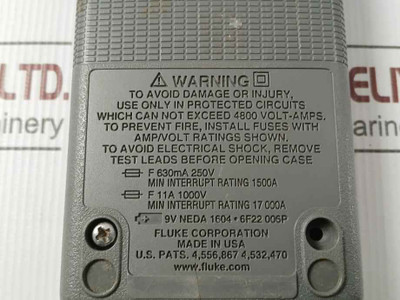 ⚠ WARNING
TO AVOID DAMAGE OR INJURY,
USE ONLY IN PROTECTED CIRCUITS
WHICH CAN NOT EXCEED 4800 VOLT-AMPS.
TO PREVENT FIRE, INSTALL FUSES WITH
AMP/VOLT RATINGS SHOWN.
TO AVOID ELECTRICAL SHOCK, REMOVE
TEST LEADS BEFORE OPENING CASE
F 630mA 250V
MIN INTERRUPT RATING 1500A
F 11A 1000V
MIN INTERRUPT RATING 17 000A
9V NEDA 1604 • 6F22 006P
FLUKE CORPORATION
MADE IN USA
U.S. PATS. 4,556,867 4,532,470
www.fluke.com
LTD.
hinery
ELM
arine